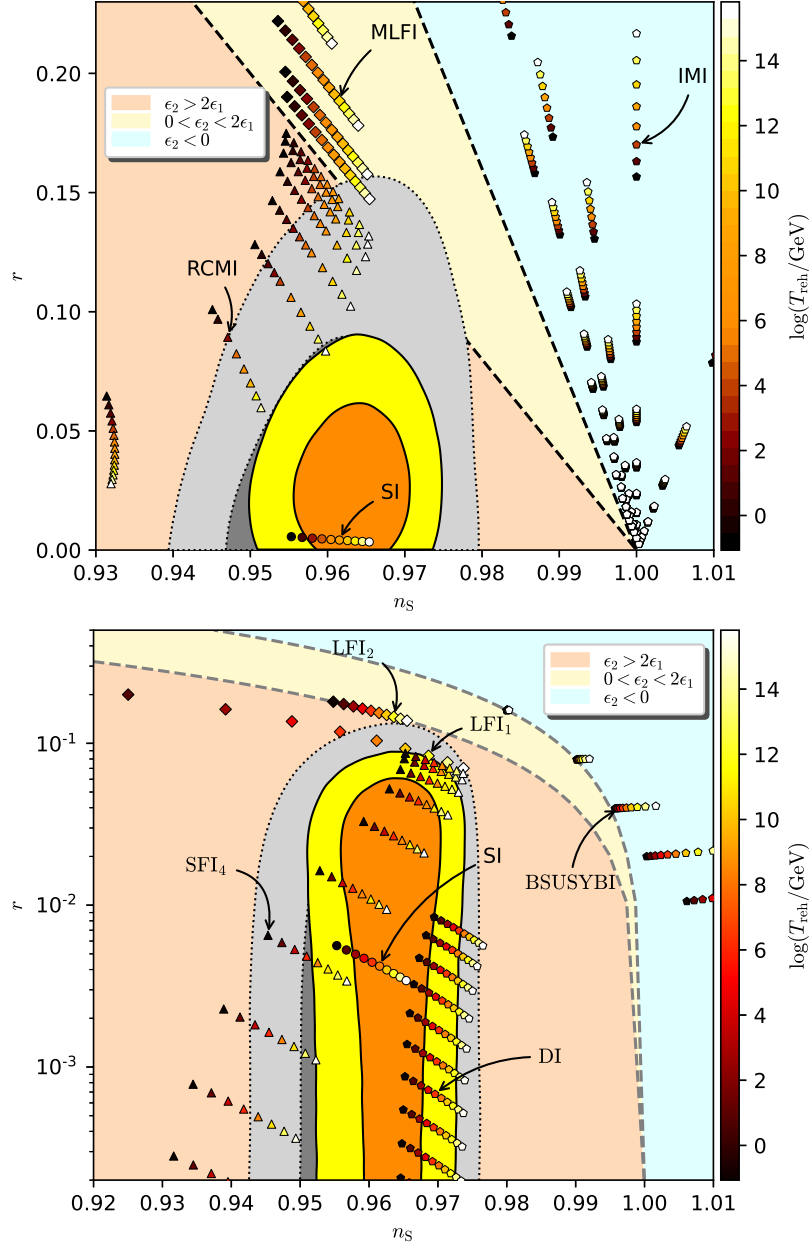 MLFI
IMI
RCMI
SI
ϵ₂ > 2ϵ₁
0 < ϵ₂ < 2ϵ₁
ϵ₂ < 0
0.20
0.15
0.10
0.05
0.00
r
0.93 0.94 0.95 0.96 0.97 0.98 0.99 1.00 1.01
n_S
14
12
10
8
6
4
2
0
log(T_reh/GeV)
LFI₂
LFI₁
SFI₄
SI
BSUSYBI
DI
ϵ₂ > 2ϵ₁
0 < ϵ₂ < 2ϵ₁
ϵ₂ < 0
10⁻¹
10⁻²
10⁻³
r
0.92 0.93 0.94 0.95 0.96 0.97 0.98 0.99 1.00 1.01
n_S
14
12
10
8
6
4
2
0
log(T_reh/GeV)